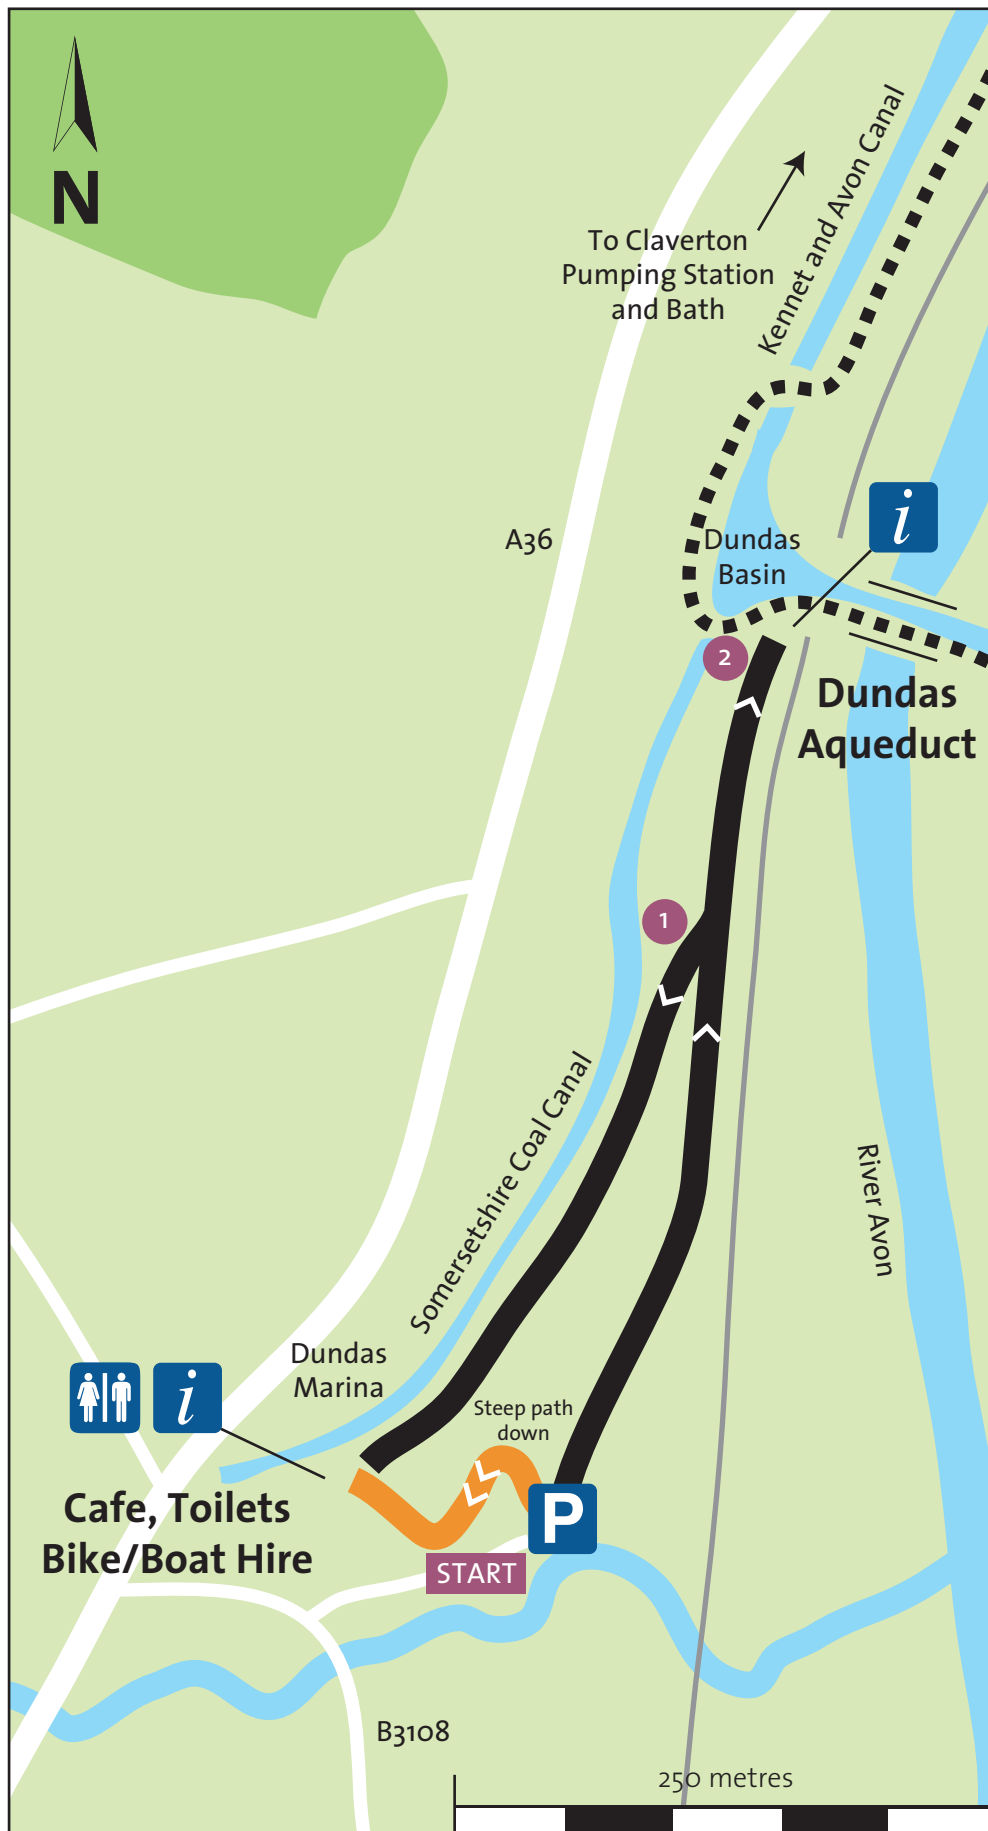 N
Kennet and Avon Canal
To Claverton
Pumping Station
and Bath
A36
i
Dundas
Basin
2
Dundas
Aqueduct
1
Somersetshire Coal Canal
River Avon
Dundas
Marina
i
Steep path
down
Cafe, Toilets
Bike/Boat Hire
P
START
B3108
250 metres